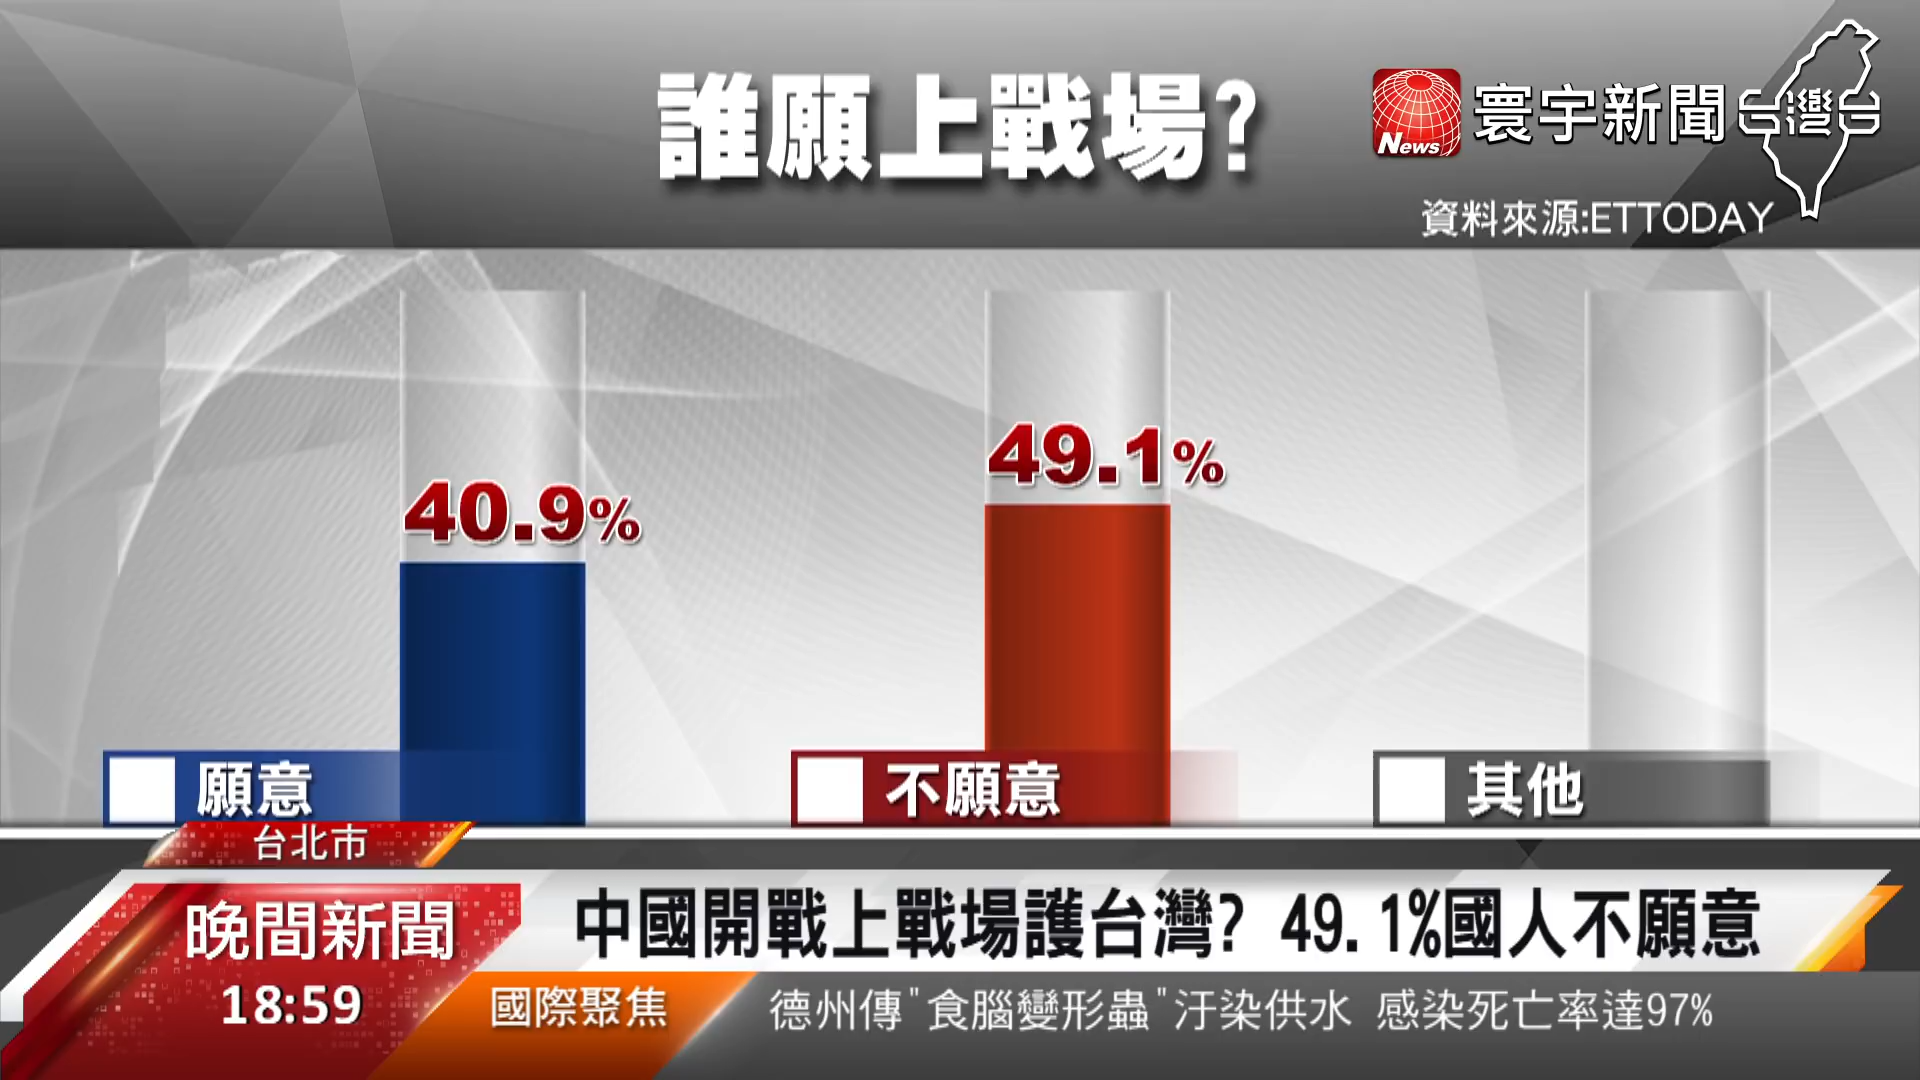 誰願上戰場?
News 寰宇新聞 台灣台
資料來源:ETTODAY
40.9%
49.1%
願意
不願意
其他
台北市
晚間新聞
中國開戰上戰場護台灣? 49.1%國人不願意
18:59
國際聚焦
德州傳"食腦變形蟲"汙染供水 感染死亡率達97%